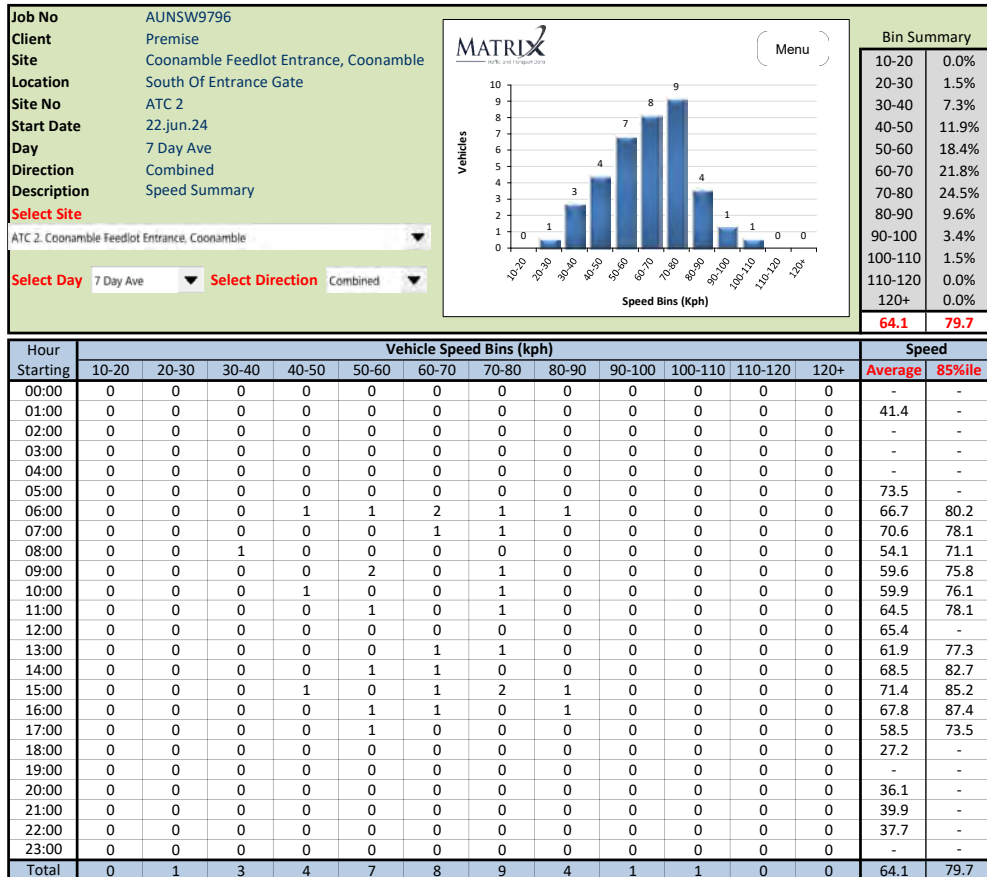 Job No AUNSW9796
Client Premise
Site Coonamble Feedlot Entrance, Coonamble
Location South Of Entrance Gate
Site No ATC 2
Start Date 22.jun.24
Day 7 Day Ave
Direction Combined
Description Speed Summary
Select Site
ATC 2. Coonamble Feedlot Entrance, Coonamble
Select Day 7 Day Ave Select Direction Combined
MATRIX
Traffic and Transport Data
Menu
Vehicles
10
9
8
7
6
5
4
3
2
1
0
0 1 3 4 7 8 9 4 1 1 0 0
10-20 20-30 30-40 40-50 50-60 60-70 70-80 80-90 90-100 100-110 110-120 120+
Speed Bins (Kph)
Bin Summary
10-20 0.0%
20-30 1.5%
30-40 7.3%
40-50 11.9%
50-60 18.4%
60-70 21.8%
70-80 24.5%
80-90 9.6%
90-100 3.4%
100-110 1.5%
110-120 0.0%
120+ 0.0%
64.1 79.7
Hour Vehicle Speed Bins (kph) Speed
Starting 10-20 20-30 30-40 40-50 50-60 60-70 70-80 80-90 90-100 100-110 110-120 120+ Average 85%ile
00:00 0 0 0 0 0 0 0 0 0 0 0 0 - -
01:00 0 0 0 0 0 0 0 0 0 0 0 0 41.4 -
02:00 0 0 0 0 0 0 0 0 0 0 0 0 - -
03:00 0 0 0 0 0 0 0 0 0 0 0 0 - -
04:00 0 0 0 0 0 0 0 0 0 0 0 0 - -
05:00 0 0 0 0 0 0 0 0 0 0 0 0 73.5 -
06:00 0 0 0 1 1 2 1 1 0 0 0 0 66.7 80.2
07:00 0 0 0 0 0 1 1 0 0 0 0 0 70.6 78.1
08:00 0 0 1 0 0 0 0 0 0 0 0 0 54.1 71.1
09:00 0 0 0 0 2 0 1 0 0 0 0 0 59.6 75.8
10:00 0 0 0 1 0 0 1 0 0 0 0 0 59.9 76.1
11:00 0 0 0 0 1 0 1 0 0 0 0 0 64.5 78.1
12:00 0 0 0 0 0 0 0 0 0 0 0 0 65.4 -
13:00 0 0 0 0 0 1 1 0 0 0 0 0 61.9 77.3
14:00 0 0 0 0 1 1 0 0 0 0 0 0 68.5 82.7
15:00 0 0 0 1 0 1 2 1 0 0 0 0 71.4 85.2
16:00 0 0 0 0 1 1 0 1 0 0 0 0 67.8 87.4
17:00 0 0 0 0 1 0 0 0 0 0 0 0 58.5 73.5
18:00 0 0 0 0 0 0 0 0 0 0 0 0 27.2 -
19:00 0 0 0 0 0 0 0 0 0 0 0 0 - -
20:00 0 0 0 0 0 0 0 0 0 0 0 0 36.1 -
21:00 0 0 0 0 0 0 0 0 0 0 0 0 39.9 -
22:00 0 0 0 0 0 0 0 0 0 0 0 0 37.7 -
23:00 0 0 0 0 0 0 0 0 0 0 0 0 - -
Total 0 1 3 4 7 8 9 4 1 1 0 0 64.1 79.7